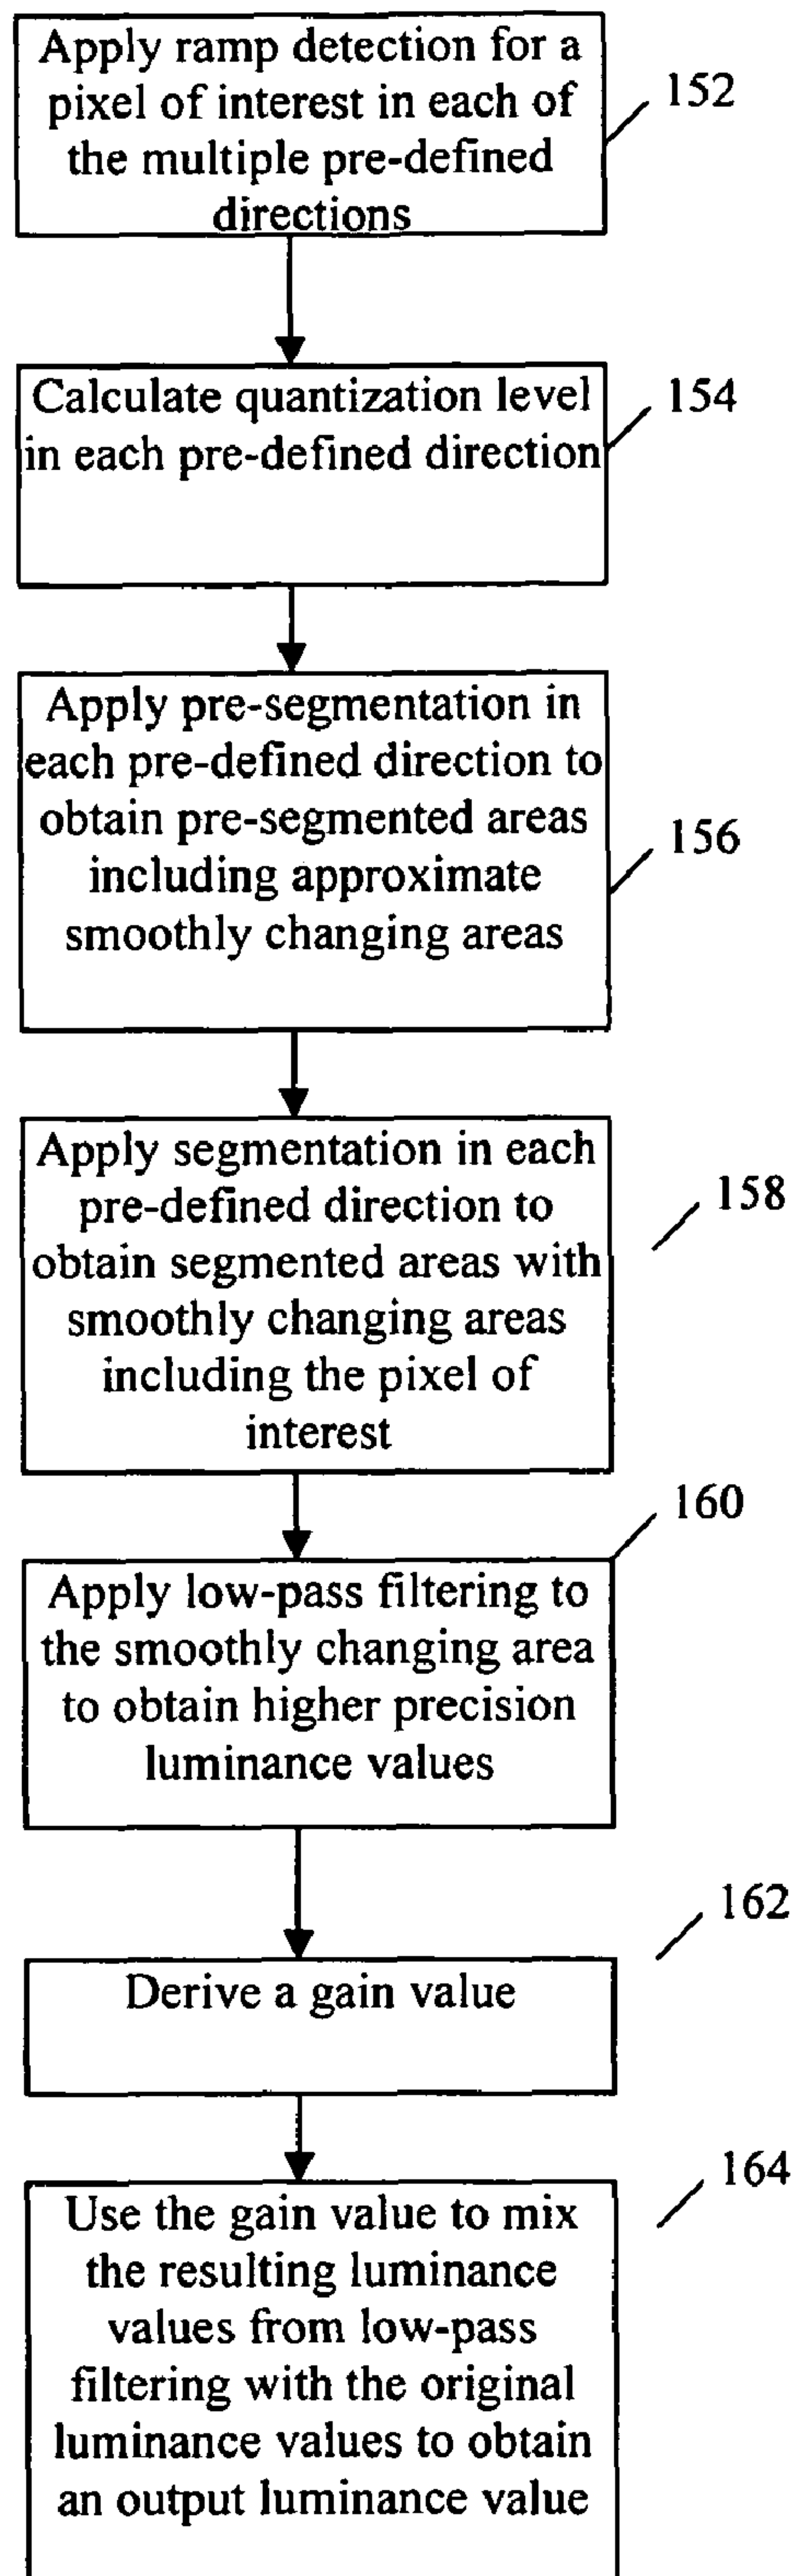 Apply ramp detection for a
pixel of interest in each of
the multiple pre-defined
directions
152
Calculate quantization level
in each pre-defined direction
154
Apply pre-segmentation in
each pre-defined direction to
obtain pre-segmented areas
including approximate
smoothly changing areas
156
Apply segmentation in each
pre-defined direction to
obtain segmented areas with
smoothly changing areas
including the pixel of
interest
158
160
Apply low-pass filtering to
the smoothly changing area
to obtain higher precision
luminance values
162
Derive a gain value
164
Use the gain value to mix
the resulting luminance
values from low-pass
filtering with the original
luminance values to obtain
an output luminance value